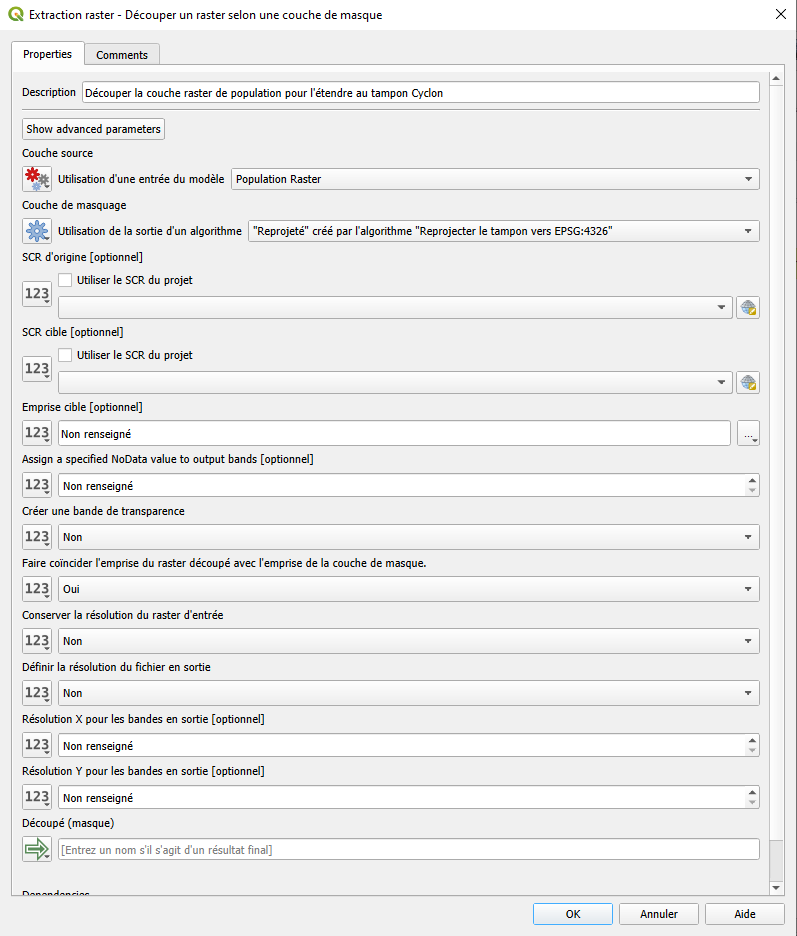 Extraction raster - Découper un raster selon une couche de masque
Properties
Comments
Description
Découper la couche raster de population pour l'étendre au tampon Cyclon
Show advanced parameters
Couche source
Utilisation d'une entrée du modèle
Population Raster
Couche de masquage
Utilisation de la sortie d'un algorithme
"Reprojeté" créé par l'algorithme "Reprojecter le tampon vers EPSG:4326"
SCR d'origine [optionnel]
Utiliser le SCR du projet
123
SCR cible [optionnel]
Utiliser le SCR du projet
123
Emprise cible [optionnel]
123
Non renseigné
...
Assign a specified NoData value to output bands [optionnel]
123
Non renseigné
Créer une bande de transparence
123
Non
Faire coïncider l'emprise du raster découpé avec l'emprise de la couche de masque.
123
Oui
Conserver la résolution du raster d'entrée
123
Non
Définir la résolution du fichier en sortie
123
Non
Résolution X pour les bandes en sortie [optionnel]
123
Non renseigné
Résolution Y pour les bandes en sortie [optionnel]
123
Non renseigné
Découpé (masque)
[Entrez un nom s'il s'agit d'un résultat final]
Dependencies
OK
Annuler
Aide